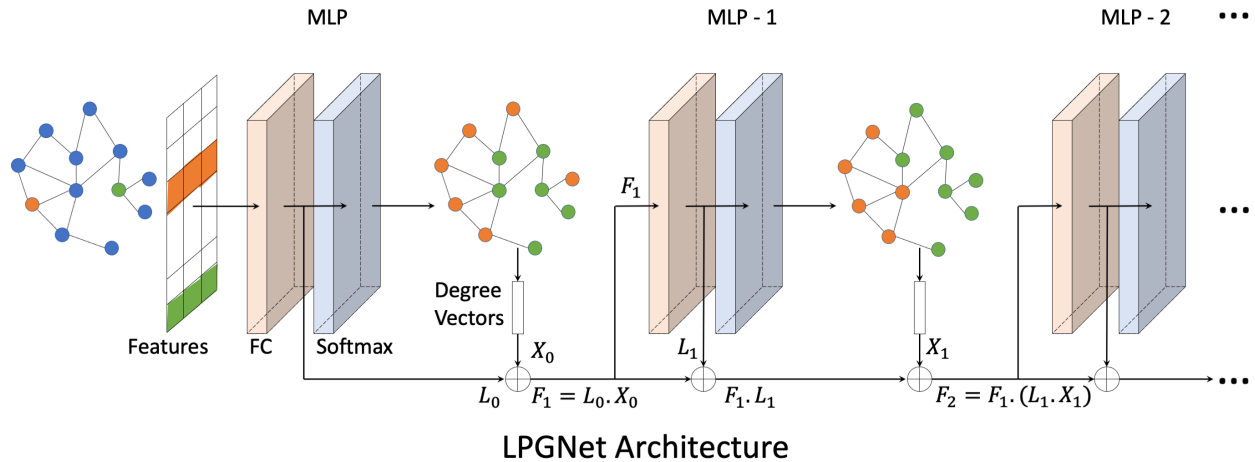 MLP
MLP - 1
MLP - 2
...
F₁
...
Degree
Vectors
Features
FC
Softmax
X₀
L₁
X₁
L₀
F₁ = L₀. X₀
F₁. L₁
F₂ = F₁. (L₁. X₁)
...
LPGNet Architecture